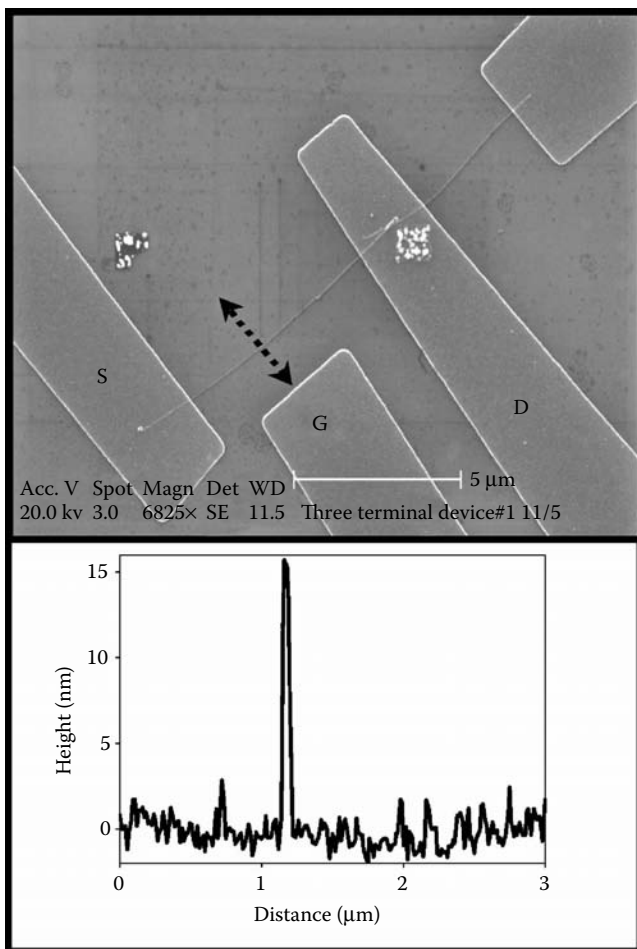 S
G
D
5 μm
Acc. V Spot Magn Det WD
20.0 kv 3.0 6825× SE 11.5 Three terminal device#1 11/5
15
10
5
0
Height (nm)
0 1 2 3
Distance (μm)